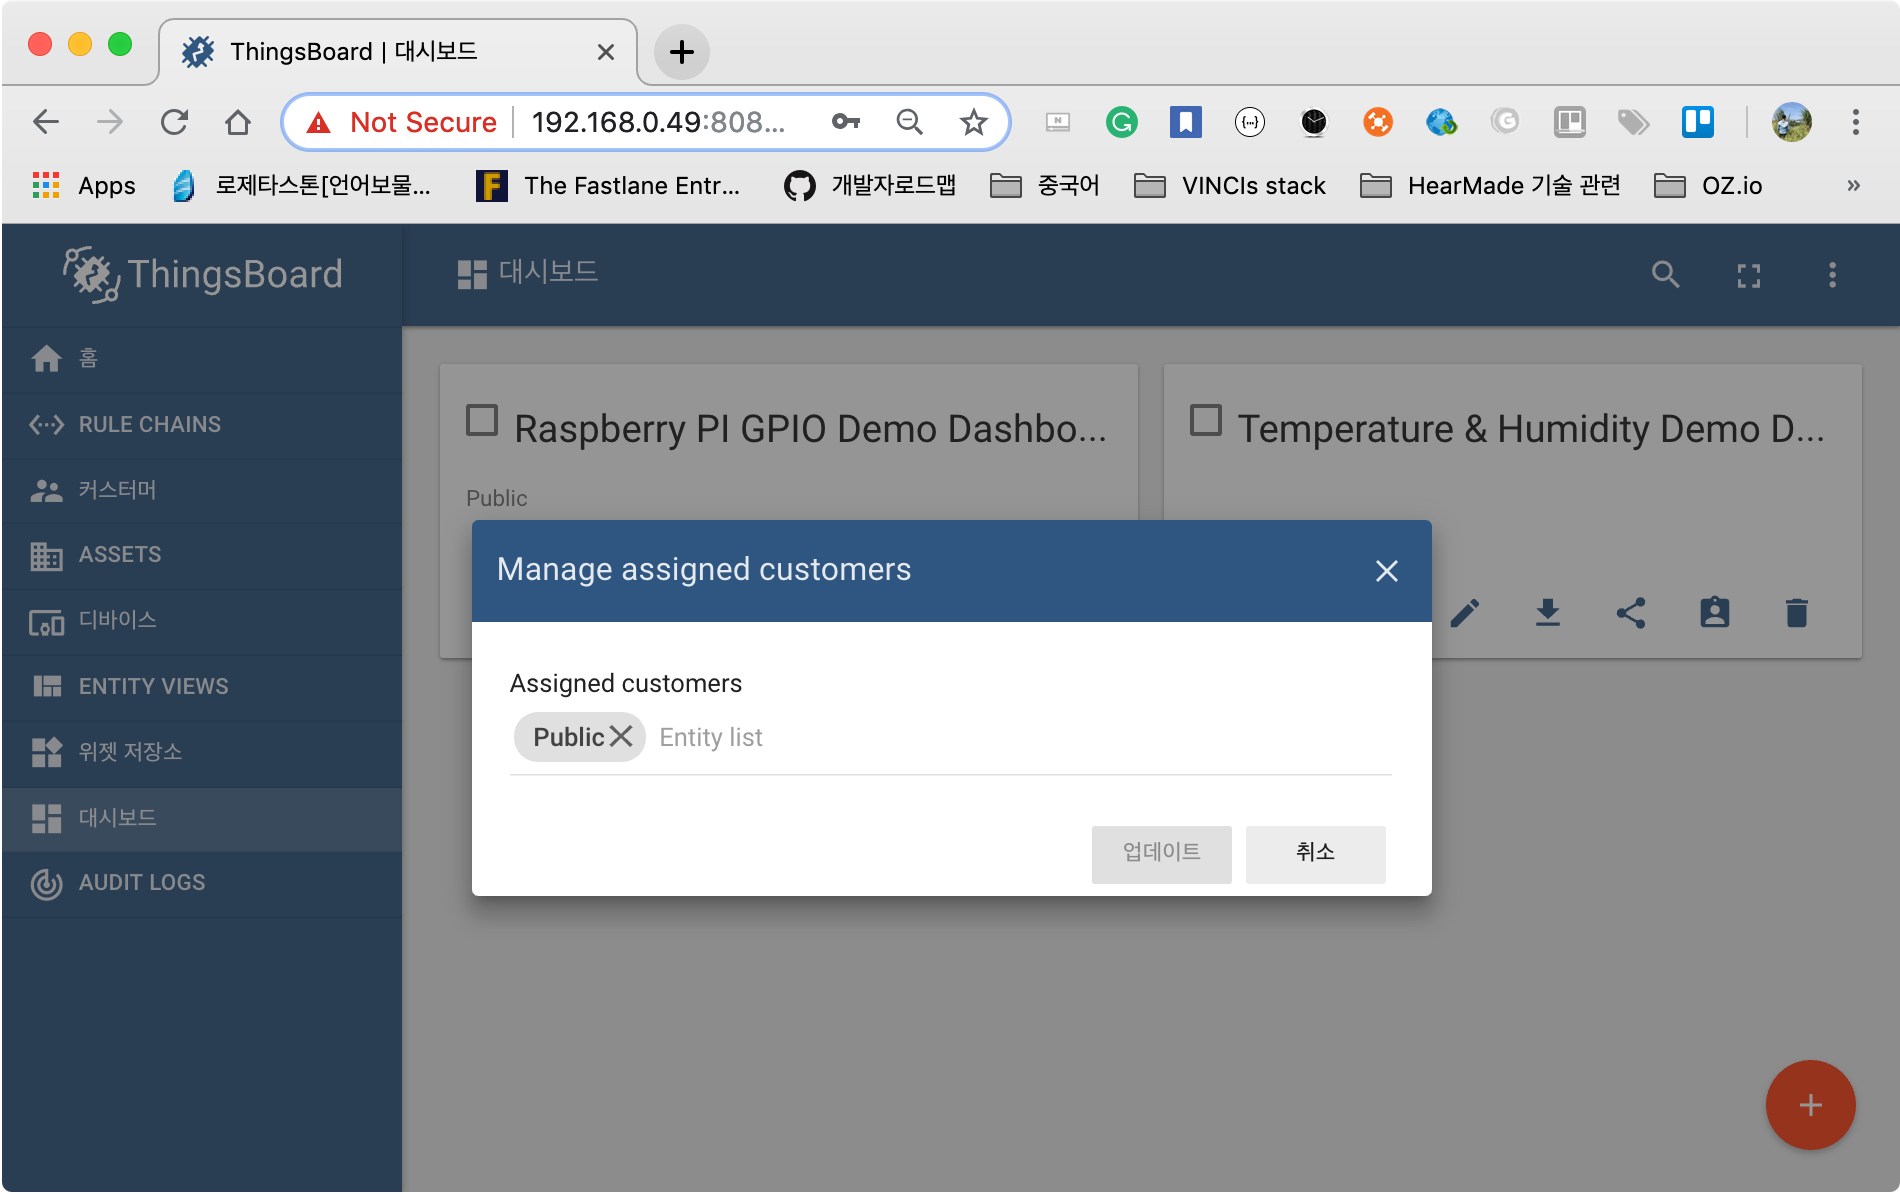 ThingsBoard | 대시보드
Not Secure
192.168.0.49:808...
Apps
로제타스톤[언어보물...
The Fastlane Entr...
개발자로드맵
중국어
VINCIs stack
HearMade 기술 관련
OZ.io
»
ThingsBoard
대시보드
홈
RULE CHAINS
커스터머
ASSETS
디바이스
ENTITY VIEWS
위젯 저장소
대시보드
AUDIT LOGS
Raspberry PI GPIO Demo Dashbo...
Public
Temperature & Humidity Demo D...
Manage assigned customers
Assigned customers
Public
Entity list
업데이트
취소